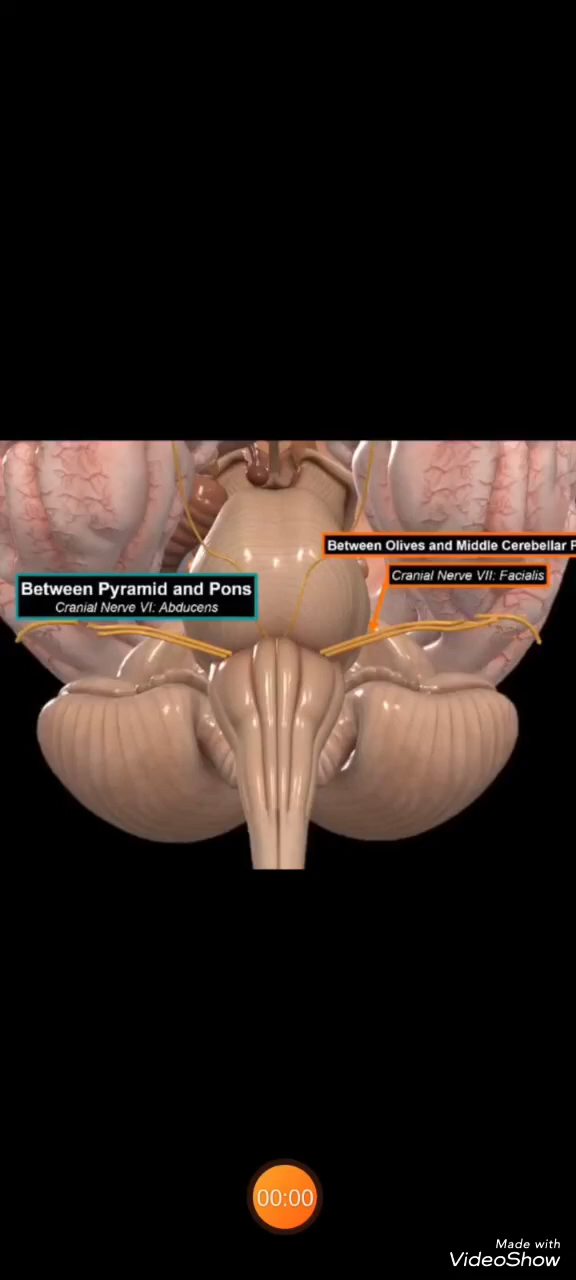 Between Olives and Middle Cerebellar
Cranial Nerve VII: Facialis
Between Pyramid and Pons
Cranial Nerve VI: Abducens
00:00
Made with
VideoShow